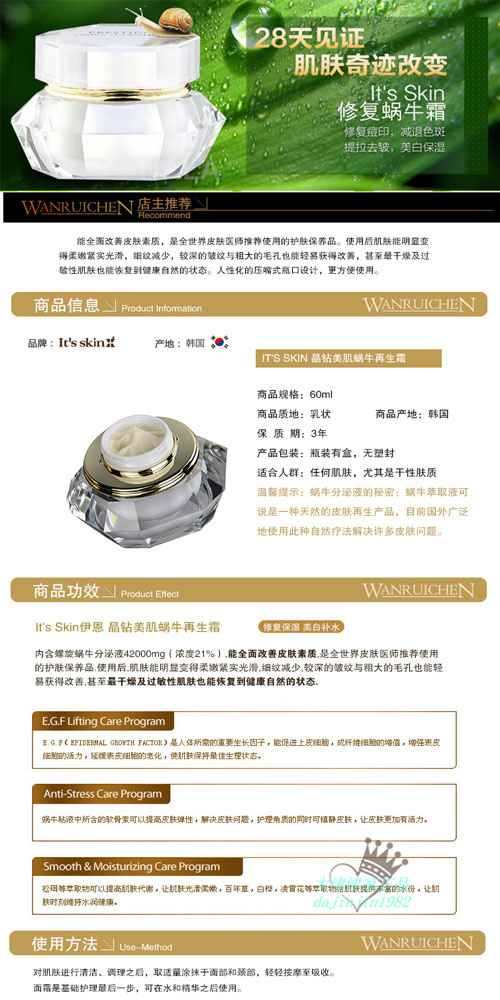 PRESTIGE
28天见证
肌肤奇迹改变
It's Skin
修复蜗牛霜
修复痘印,减退色斑
提拉去皱,美白保湿
WANRUICHEN 店主推荐 Recommend
能全面改善皮肤素质,是全世界皮肤医师推荐使用的护肤保养品。使用后肌肤能明显变
得柔嫩紧实光滑,细纹减少,较深的皱纹与粗大的毛孔也能轻易获得改善,甚至最干燥及过
敏性肌肤也能恢复到健康自然的状态。人性化的压嘴式瓶口设计,更方便使用。
商品信息 Product Information WANRUICHEN
品牌:It's skin 产地:韩国
IT'S SKIN 晶钻美肌蜗牛再生霜
商品规格:60ml
商品质地:乳状 商品产地:韩国
保 质 期:3年
产品包装:瓶装有盒,无塑封
适合人群:任何肌肤,尤其是干性肤质
温馨提示:蜗牛分泌液的秘密:蜗牛萃取液可
说是一种天然的皮肤再生产品,目前国外广泛
地使用此种自然疗法解决许多皮肤问题。
商品功效 Product Effect WANRUICHEN
It's Skin伊思 晶钻美肌蜗牛再生霜 修复保湿 美白补水
内含螺旋蜗牛分泌液42000mg(浓度21%),能全面改善皮肤素质,是全世界皮肤医师推荐使用
的护肤保养品.使用后,肌肤能明显变得柔嫩紧实光滑,细纹减少,较深的皱纹与粗大的毛孔也能轻
易获得改善,甚至最干燥及过敏性肌肤也能恢复到健康自然的状态.
E.G.F Lifting Care Program
E.G.F(EPIDERMAL GROWTH FACTOR)是人体所需的重要生长因子,能促进上皮细胞,成纤维细胞的增值,增强表皮
细胞的活力,延缓表皮细胞的老化,使肌肤保持最佳生理状态。
Anti-Stress Care Program
蜗牛粘液中所含的软骨素可以提高皮肤弹性,解决皮肤问题,护理角质的同时可镇静皮肤,让皮肤更加有活力。
Smooth & Moisturizing Care Program
松珥等萃取物可以提高肌肤代谢,让肌肤光滑柔嫩,百年草,白桦,凌霄花等萃取物给肌肤提供丰富的水份,让肌
肤时刻维持水润健康。
dajinjin1982
使用方法 Use-Method WANRUICHEN
对肌肤进行清洁、调理之后,取适量涂抹于面部和颈部,轻轻按摩至吸收。
面霜是基础护理最后一步,可在水和精华之后使用。